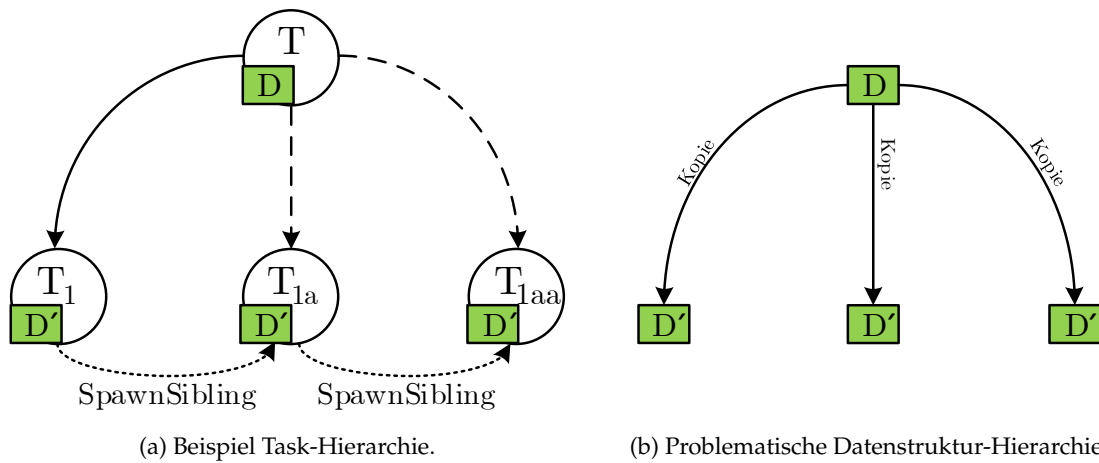 T
D
T1
D′
T1a
D′
T1aa
D′
SpawnSibling
SpawnSibling
(a) Beispiel Task-Hierarchie.
D
Kopie
Kopie
Kopie
D′
D′
D′
(b) Problematische Datenstruktur-Hierarchie